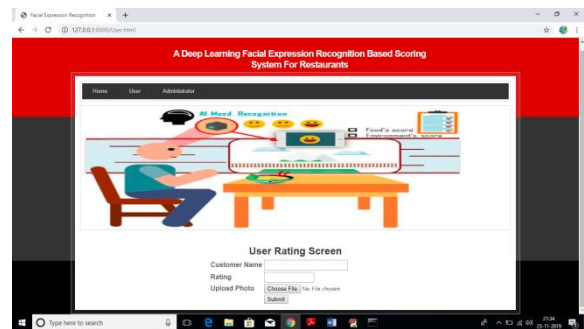 Facial Expression Recognition
127.0.0.1:8000/User.html
A Deep Learning Facial Expression Recognition Based Scoring
System For Restaurants
Home User Administrator
AI Mood Recognition
Food's score
Environment's score
User Rating Screen
Customer Name
Rating
Upload Photo Choose File No file chosen
Submit
Type here to search
21:34
25-11-2019